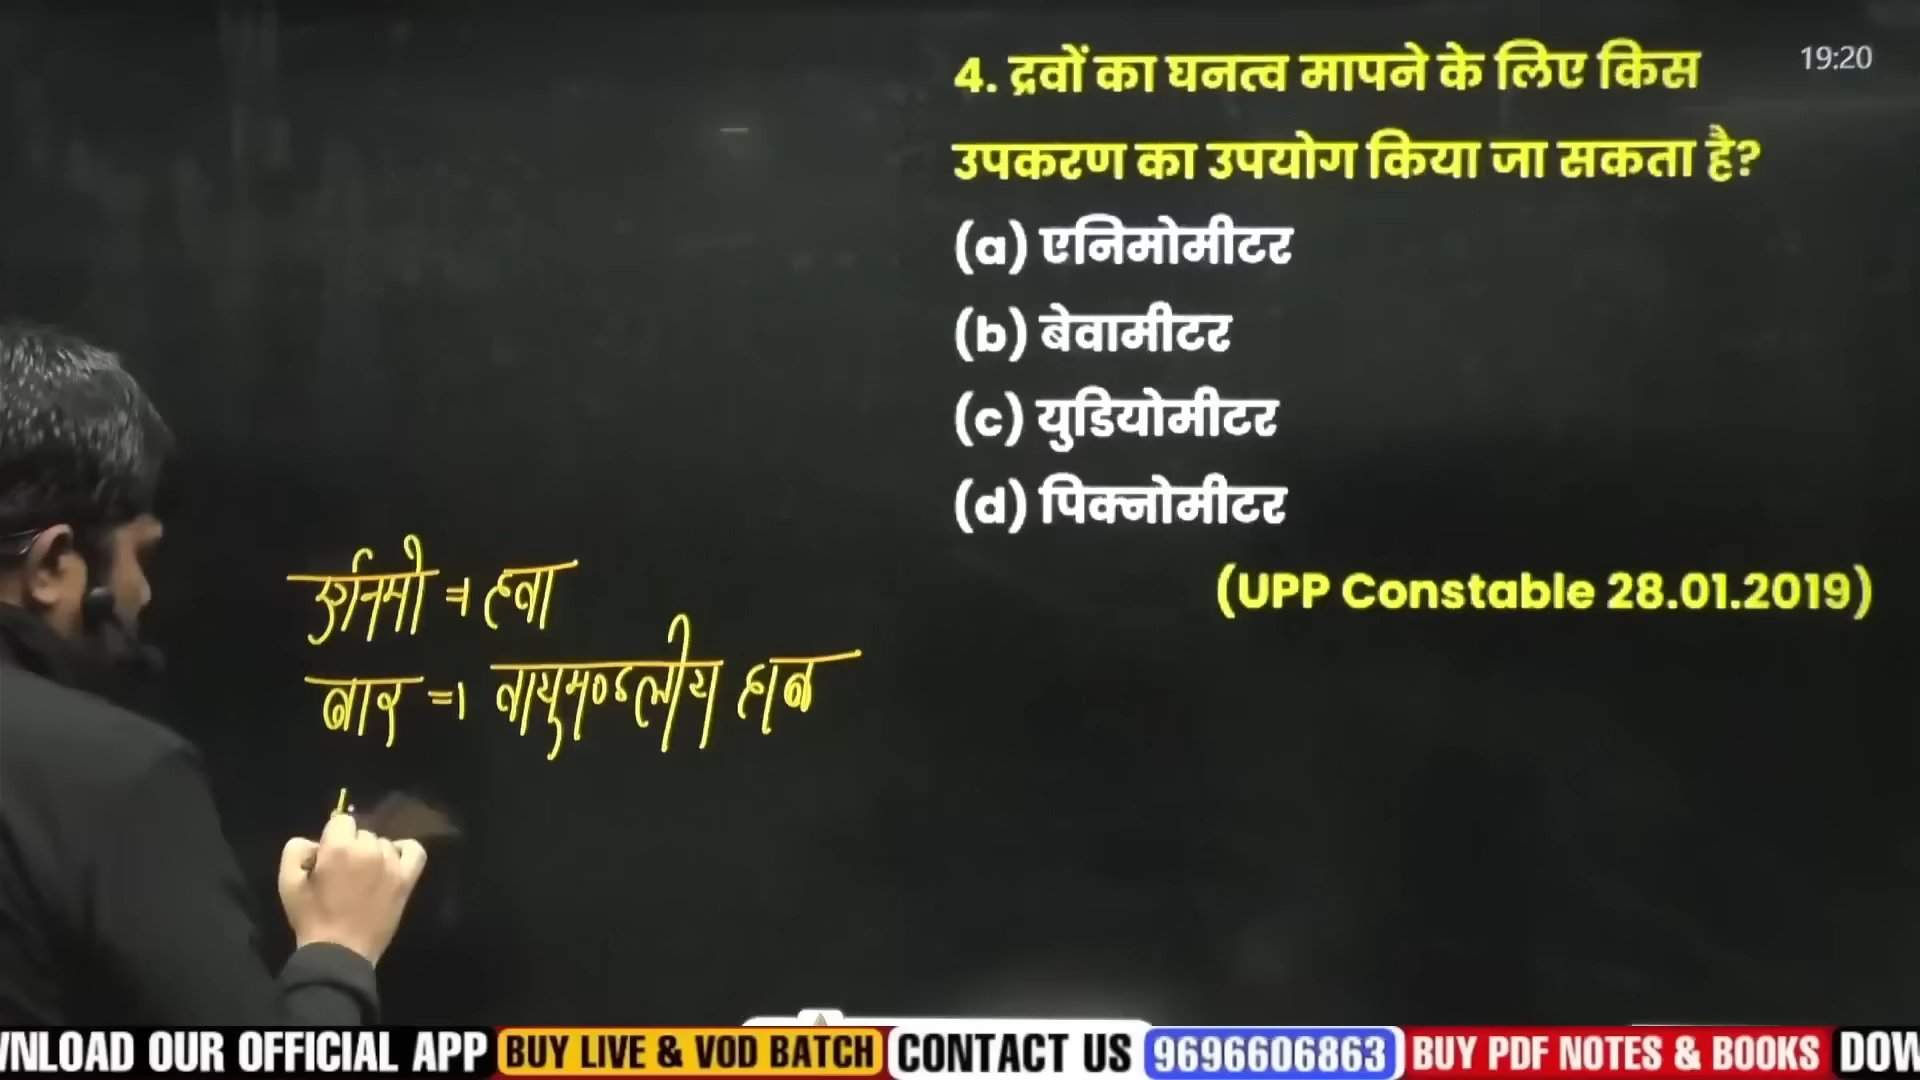 4. द्रवों का घनत्व मापने के लिए किस
19:20
उपकरण का उपयोग किया जा सकता है?
(a) एनिमोमीटर
(b) बेवामीटर
(c) युडियोमीटर
(d) पिक्नोमीटर
(UPP Constable 28.01.2019)
एनिमो = हवा
बार = वायुमण्डलीय दाब
WNLOAD OUR OFFICIAL APP BUY LIVE & VOD BATCH CONTACT US 9696606863 BUY PDF NOTES & BOOKS DOW